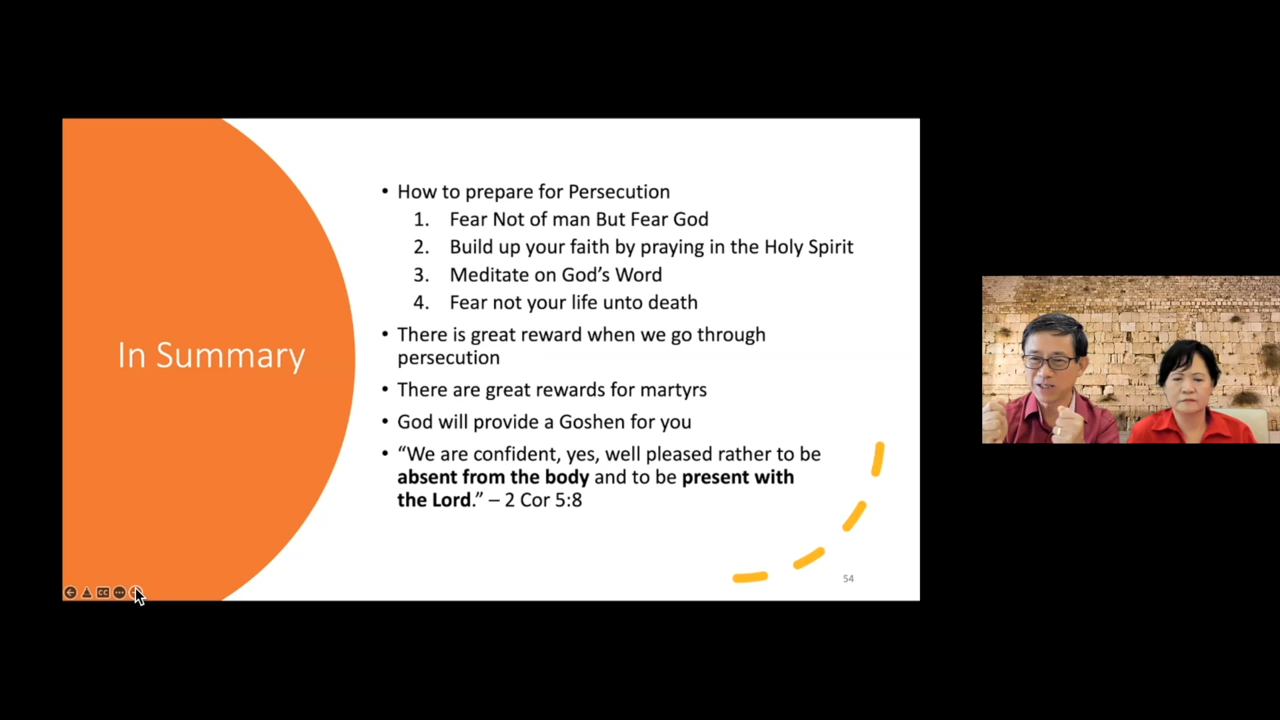 In Summary
• How to prepare for Persecution
1. Fear Not of man But Fear God
2. Build up your faith by praying in the Holy Spirit
3. Meditate on God's Word
4. Fear not your life unto death
• There is great reward when we go through
persecution
• There are great rewards for martyrs
• God will provide a Goshen for you
• “We are confident, yes, well pleased rather to be
absent from the body and to be present with
the Lord.” – 2 Cor 5:8
54
CC